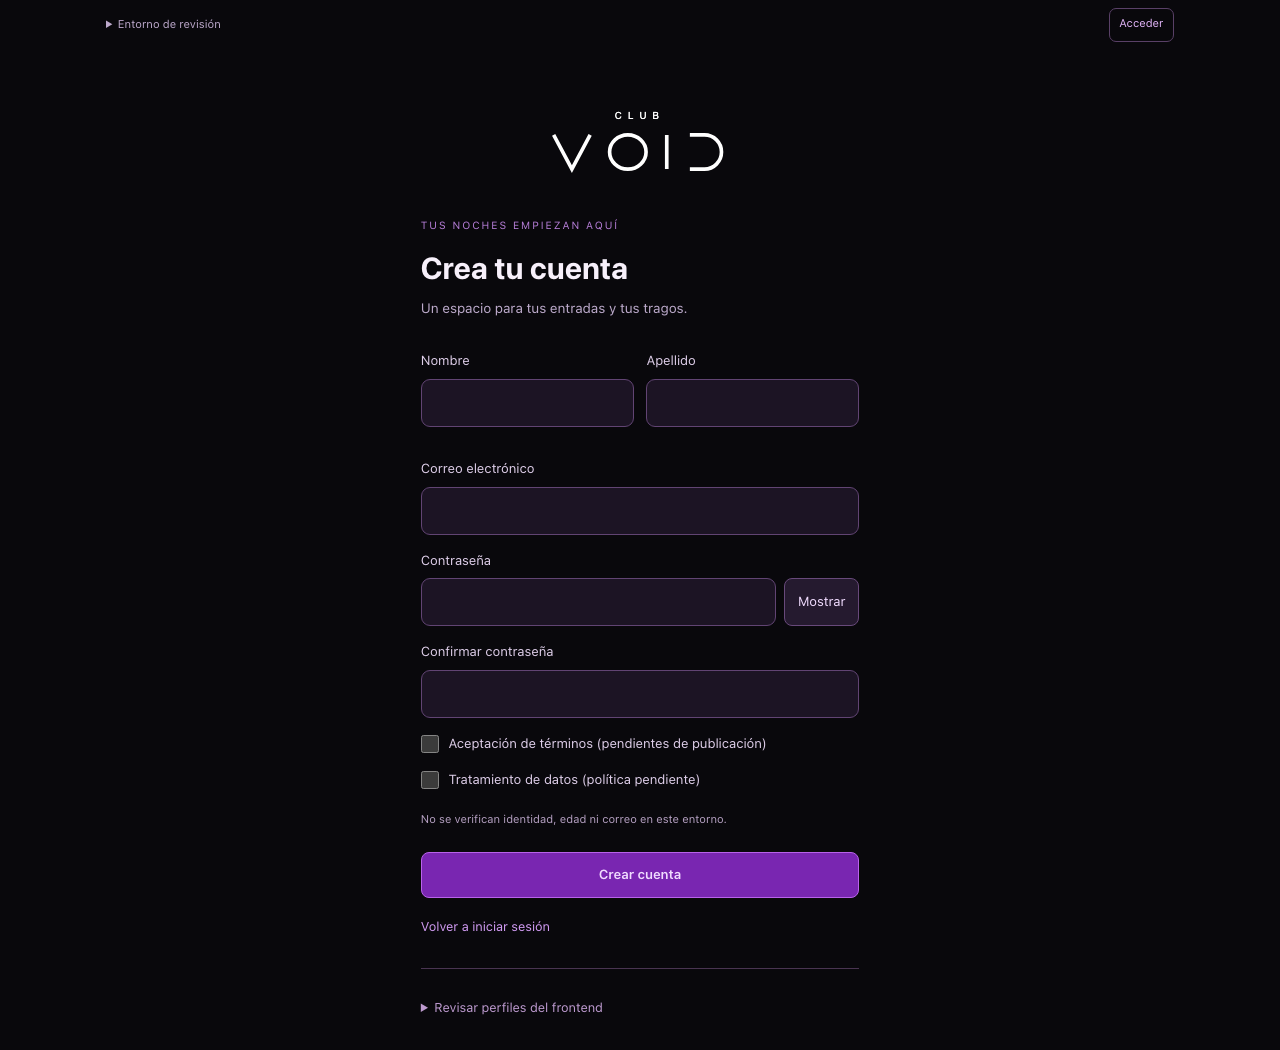 ▶ Entorno de revisión
Acceder
CLUB
VOID
TUS NOCHES EMPIEZAN AQUÍ
Crea tu cuenta
Un espacio para tus entradas y tus tragos.
Nombre
Apellido
Correo electrónico
Contraseña
Mostrar
Confirmar contraseña
Aceptación de términos (pendientes de publicación)
Tratamiento de datos (política pendiente)
No se verifican identidad, edad ni correo en este entorno.
Crear cuenta
Volver a iniciar sesión
▶ Revisar perfiles del frontend